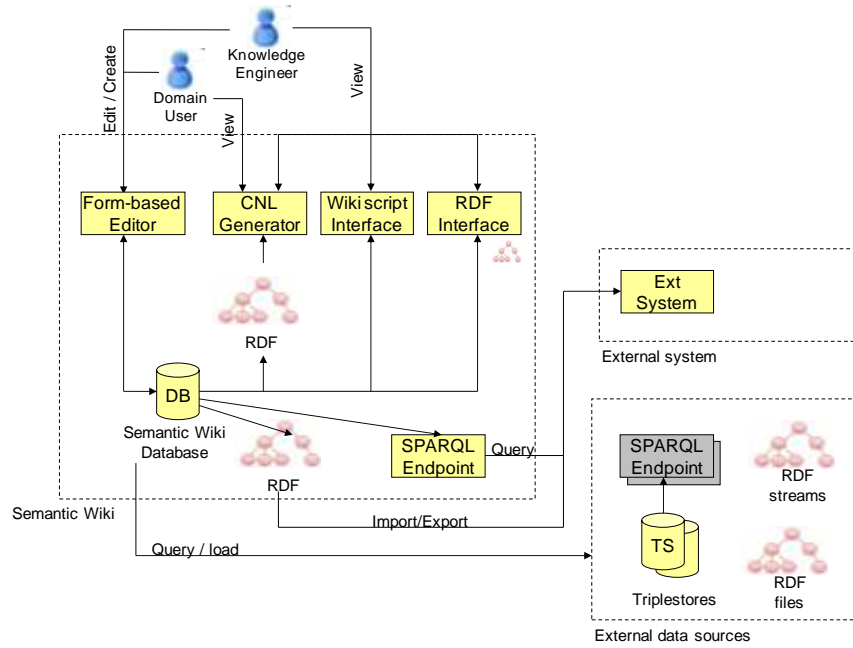 Knowledge
Engineer
Domain
User
Edit / Create
View
View
Form-based
Editor
CNL
Generator
Wikiscript
Interface
RDF
Interface
RDF
DB
Semantic Wiki
Database
RDF
SPARQL
Endpoint
Query
Semantic Wiki
Import/Export
Query / load
Ext
System
External system
SPARQL
Endpoint
RDF
streams
TS
Triplestores
RDF
files
External data sources